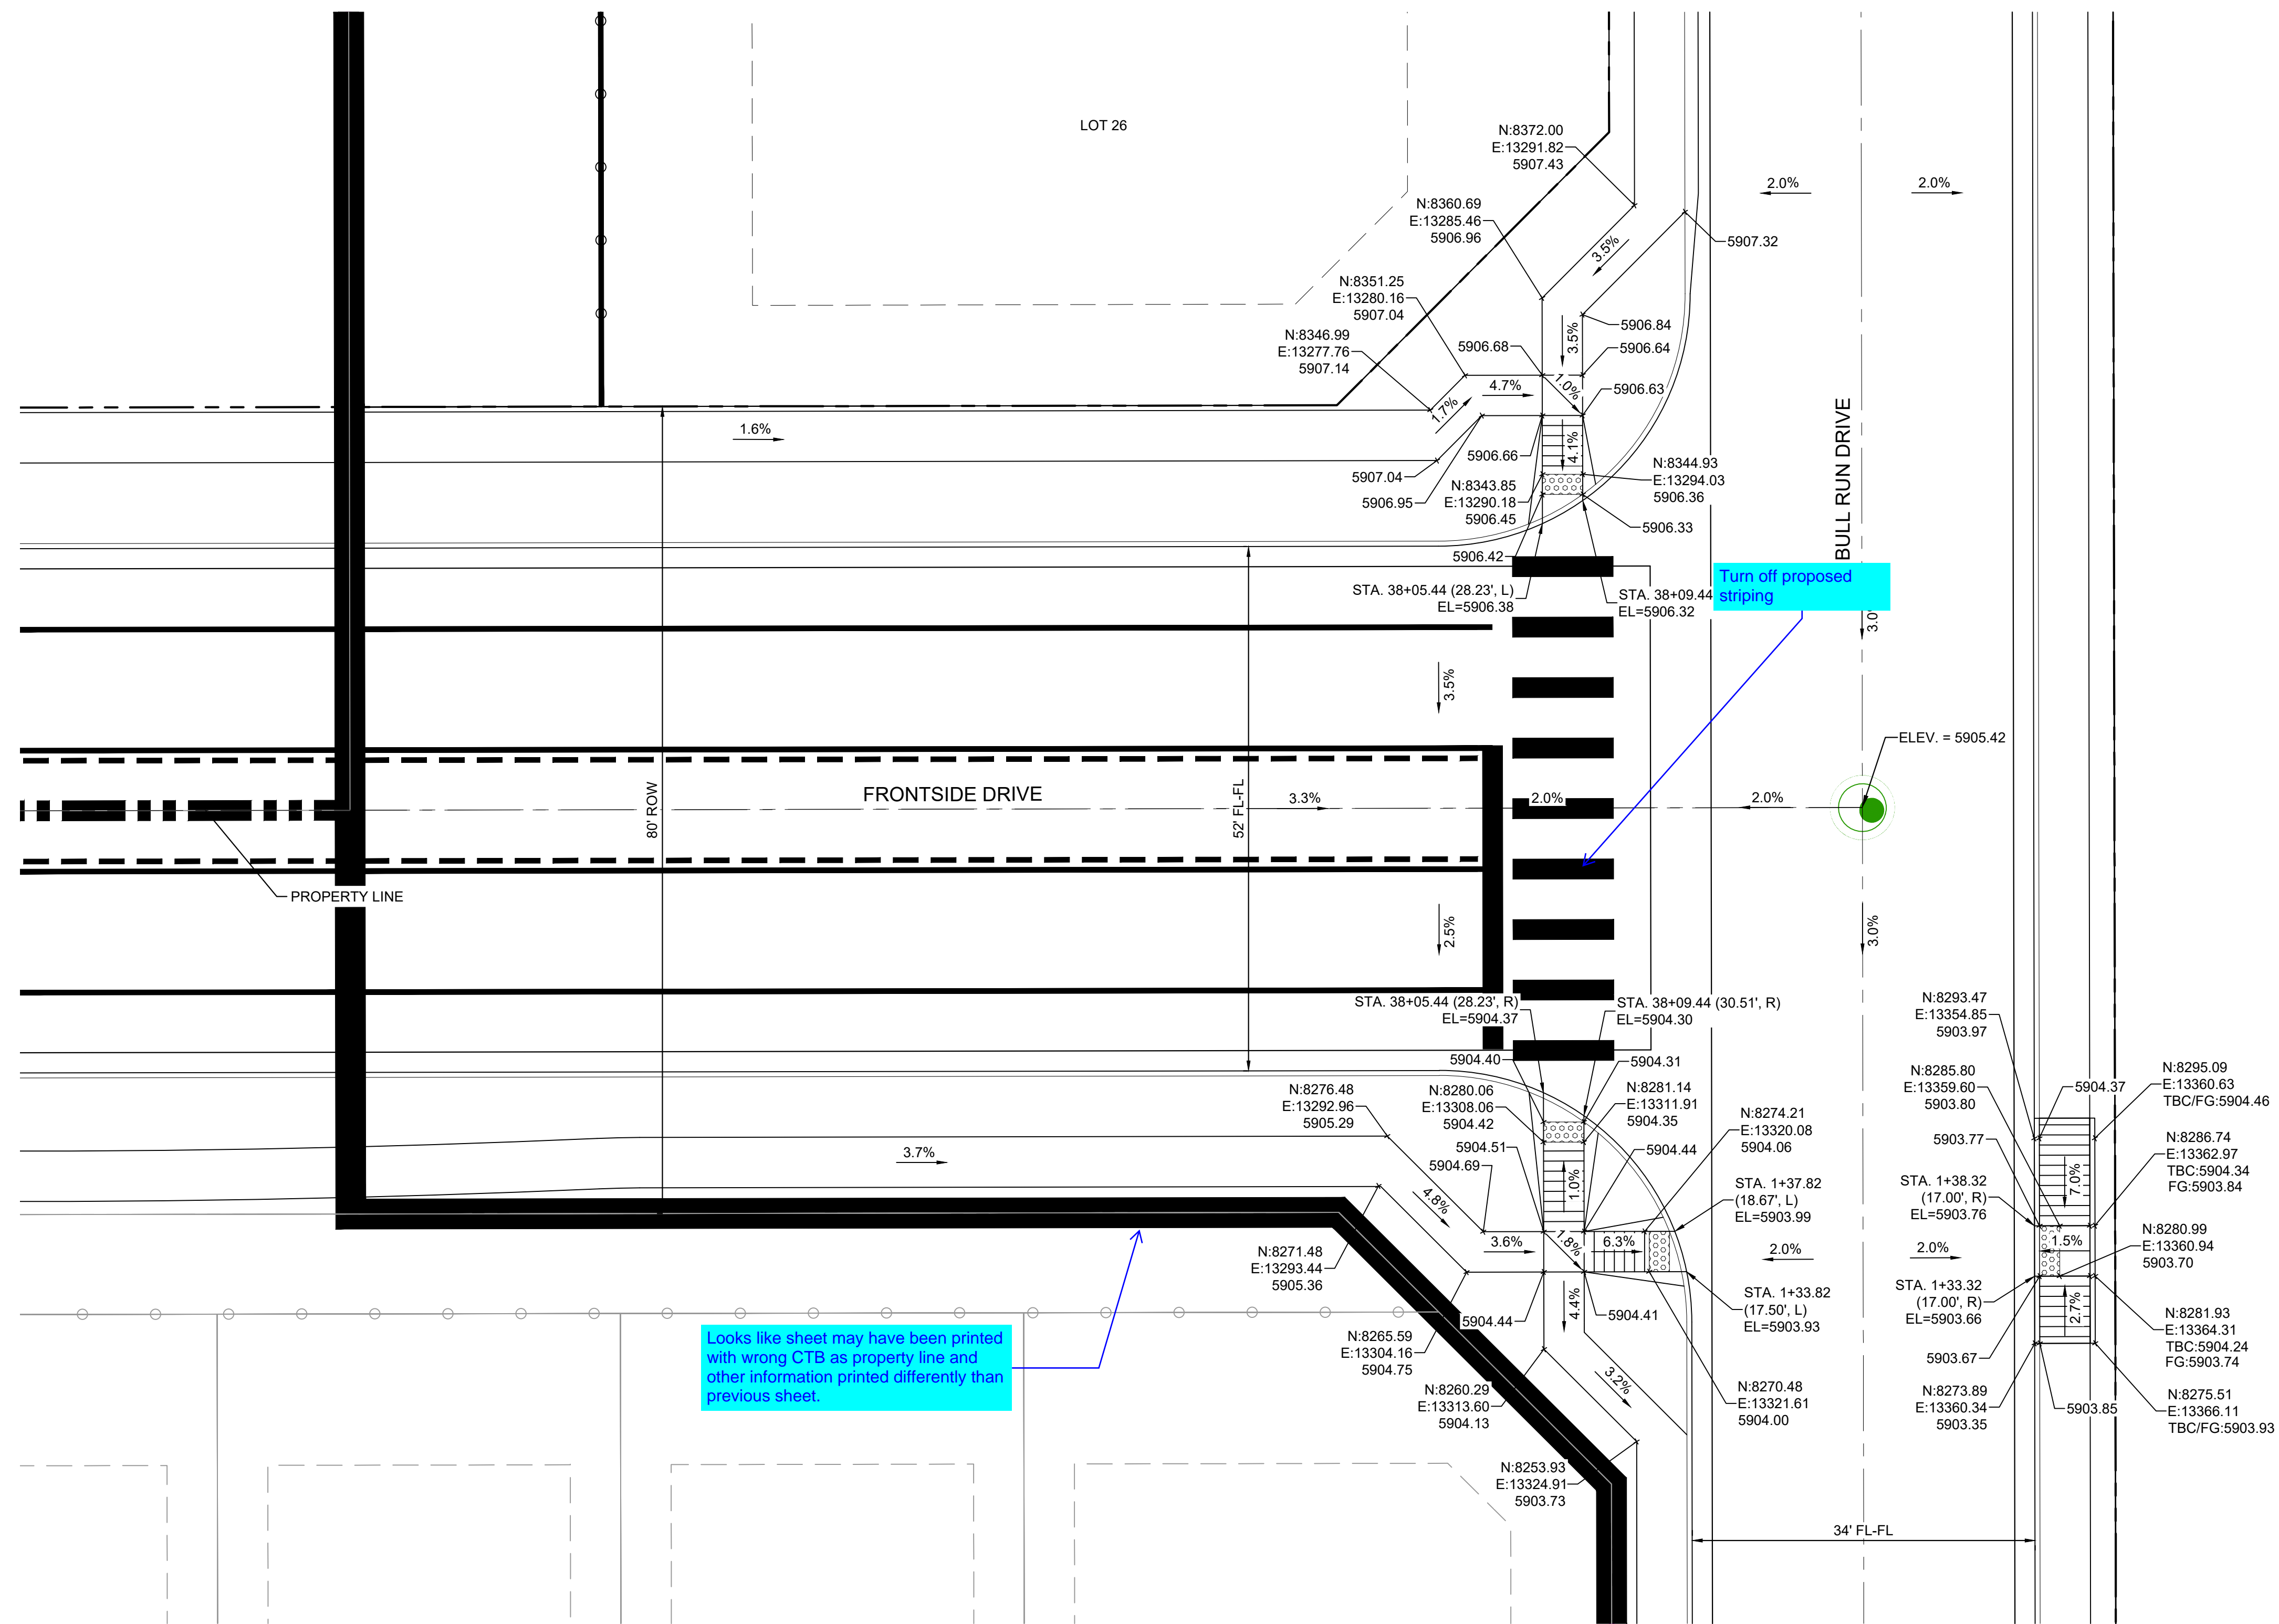 LOT 26
N:8372.00
E:13291.82
5907.43
2.0%
2.0%
N:8360.69
E:13285.46
5906.96
5907.32
3.5%
N:8351.25
E:13280.16
5907.04
5906.84
N:8346.99
E:13277.76
5907.14
5906.68
3.5%
5906.64
4.7%
1.0%
5906.63
1.7%
1.6%
BULL RUN DRIVE
5906.66
4.1%
5907.04
N:8344.93
E:13294.03
5906.36
N:8343.85
E:13290.18
5906.45
5906.95
5906.33
5906.42
Turn off proposed
striping
STA. 38+05.44 (28.23', L)
EL=5906.38
STA. 38+09.44
EL=5906.32
3.0
3.5%
ELEV. = 5905.42
80' ROW
FRONTSIDE DRIVE
52' FL-FL
3.3%
2.0%
2.0%
PROPERTY LINE
2.5%
3.0%
STA. 38+05.44 (28.23', R)
EL=5904.37
STA. 38+09.44 (30.51', R)
EL=5904.30
N:8293.47
E:13354.85
5903.97
5904.40
5904.31
N:8276.48
E:13292.96
5905.29
N:8280.06
E:13308.06
5904.42
N:8281.14
E:13311.91
5904.35
N:8285.80
E:13359.60
5903.80
5904.37
N:8295.09
E:13360.63
TBC/FG:5904.46
N:8274.21
E:13320.08
5904.06
5904.51
5904.44
5904.69
3.7%
5903.77
N:8286.74
E:13362.97
TBC:5904.34
FG:5903.84
4.8%
1.0%
STA. 1+37.82
(18.67', L)
EL=5903.99
STA. 1+38.32
(17.00', R)
EL=5903.76
7.0%
3.6%
1.8%
6.3%
2.0%
2.0%
1.5%
N:8280.99
E:13360.94
5903.70
N:8271.48
E:13293.44
5905.36
4.4%
STA. 1+33.82
(17.50', L)
EL=5903.93
STA. 1+33.32
(17.00', R)
EL=5903.66
2.7%
N:8281.93
E:13364.31
TBC:5904.24
FG:5903.74
5904.44
5904.41
Looks like sheet may have been printed
with wrong CTB as property line and
other information printed differently than
previous sheet.
N:8265.59
E:13304.16
5904.75
5903.67
3.2%
N:8260.29
E:13313.60
5904.13
N:8270.48
E:13321.61
5904.00
N:8273.89
E:13360.34
5903.35
5903.85
N:8275.51
E:13366.11
TBC/FG:5903.93
N:8253.93
E:13324.91
5903.73
34' FL-FL